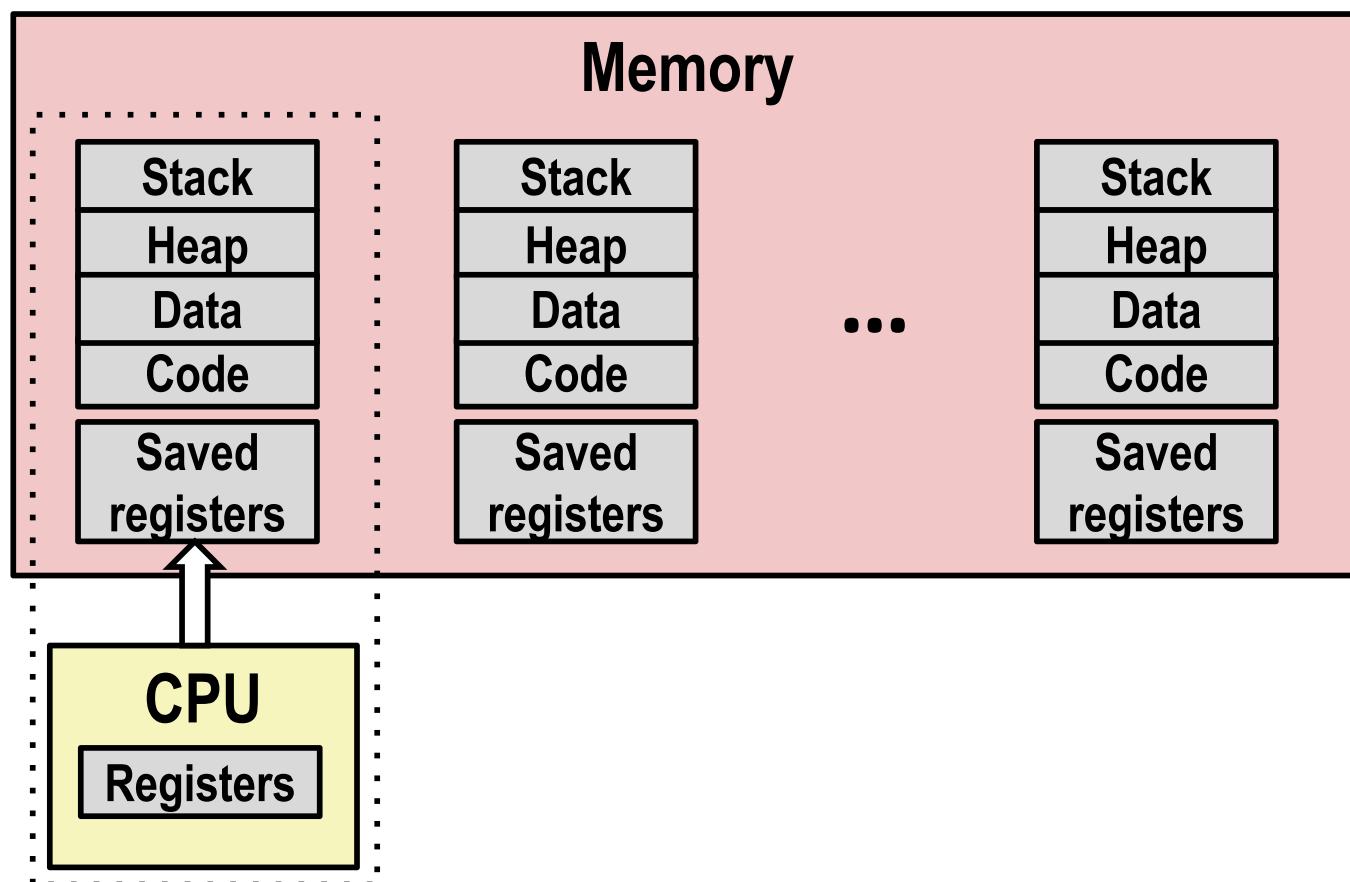 Memory
Stack
Heap
Data
Code
Saved
registers
Stack
Heap
Data
Code
Saved
registers
...
Stack
Heap
Data
Code
Saved
registers
CPU
Registers